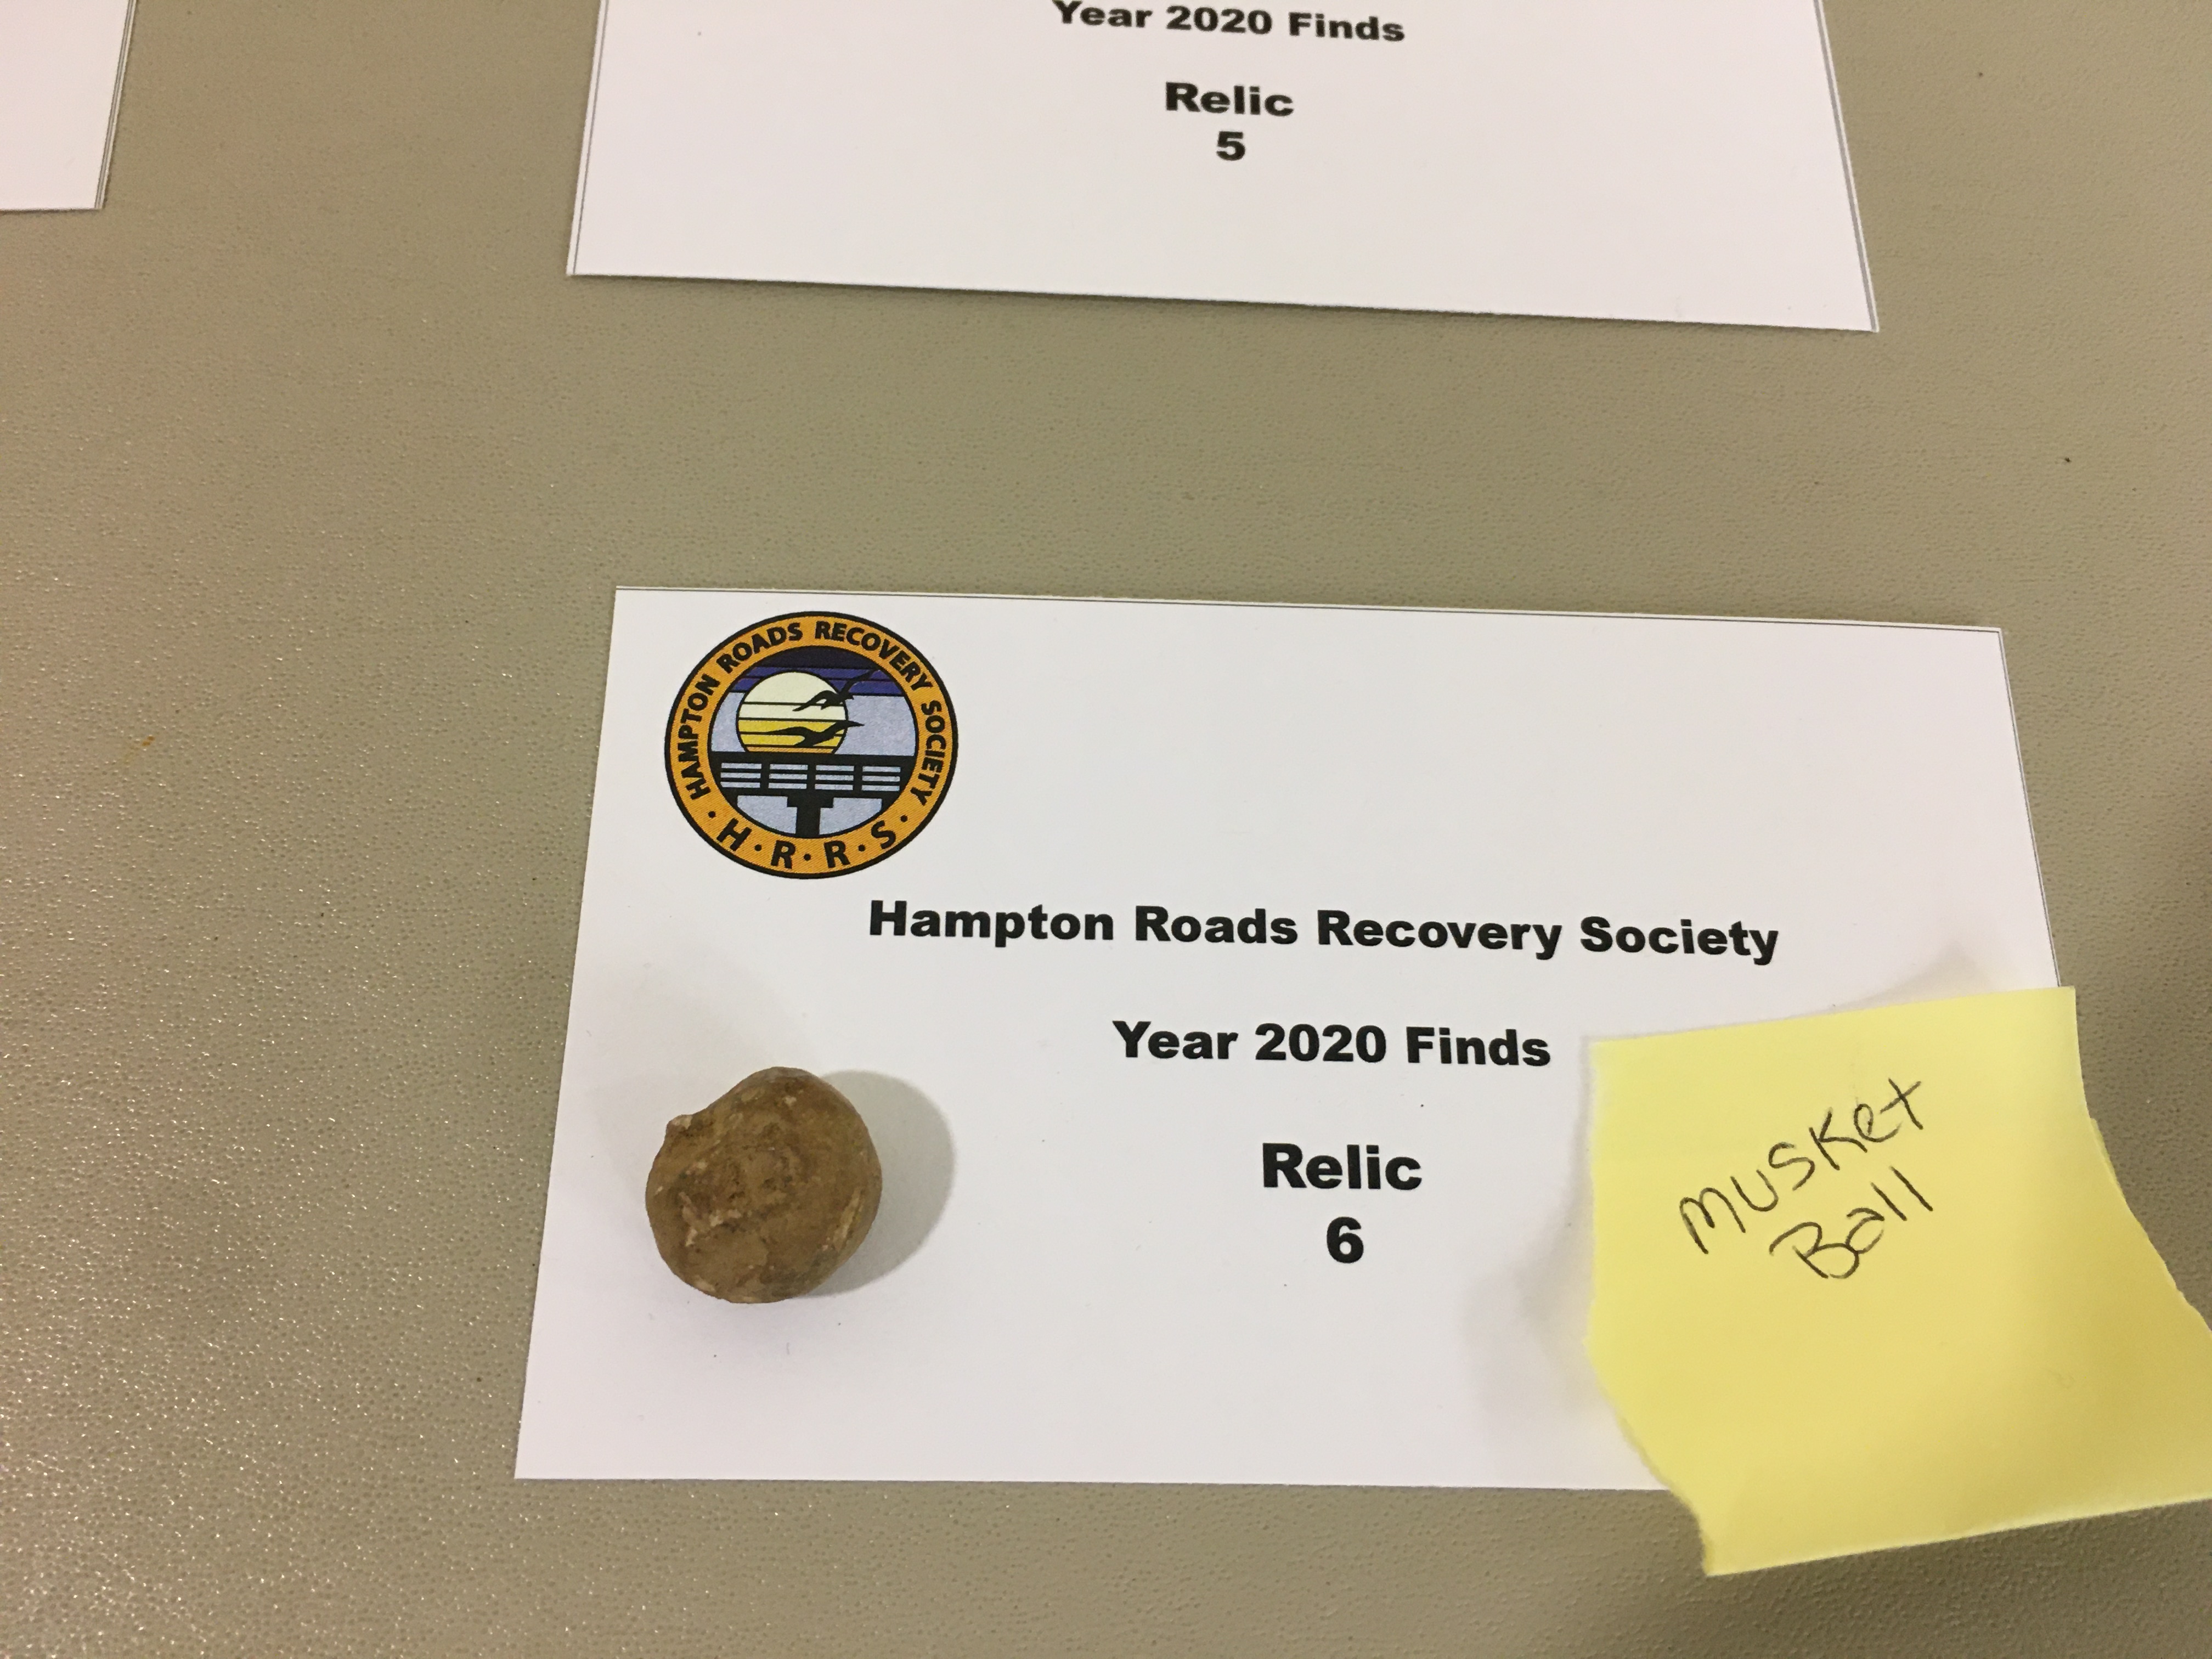 Year 2020 Finds
Relic
5
HAMPTON ROADS RECOVERY SOCIETY
· H · R · R · S ·
Hampton Roads Recovery Society
Year 2020 Finds
Relic
6
MUSKet
Ball